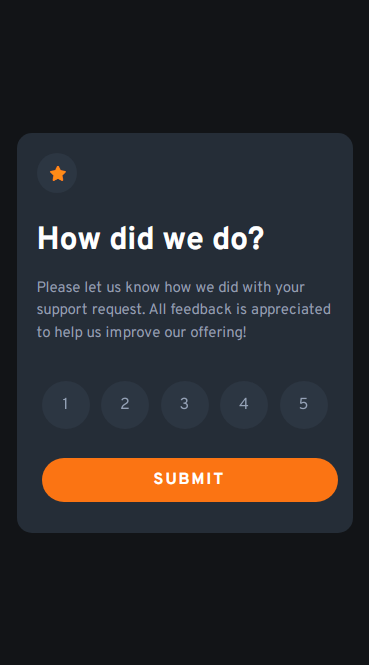 How did we do?
Please let us know how we did with your
support request. All feedback is appreciated
to help us improve our offering!
1 2 3 4 5
SUBMIT